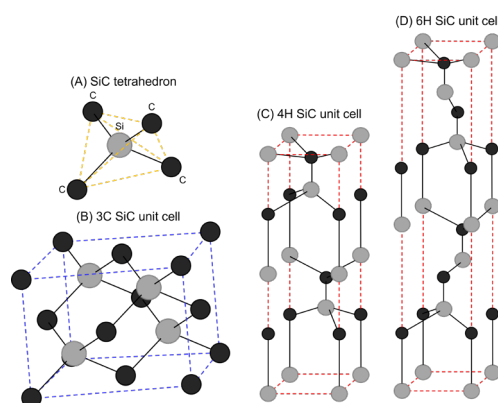 (D) 6H SiC unit cell
(A) SiC tetrahedron
C
C
Si
C
C
(C) 4H SiC unit cell
(B) 3C SiC unit cell